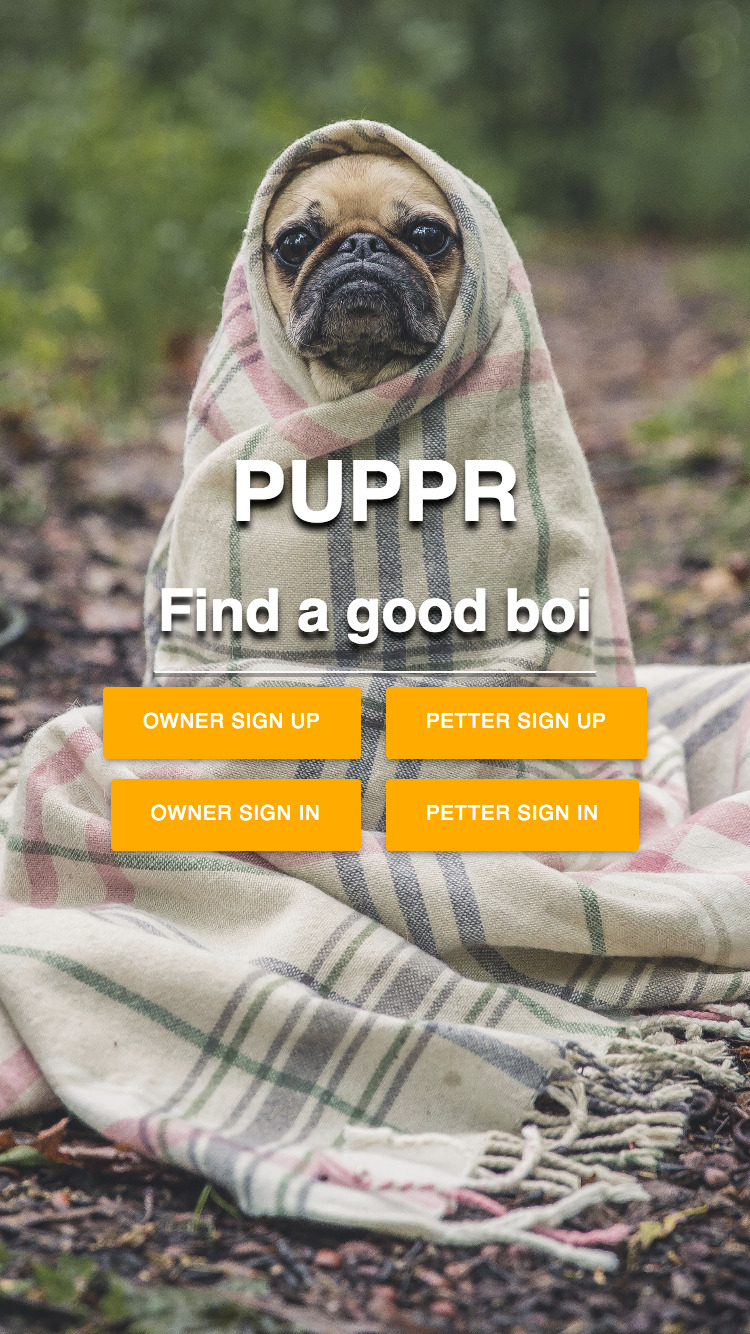 PUPPR
Find a good boi
OWNER SIGN UP
PETTER SIGN UP
OWNER SIGN IN
PETTER SIGN IN